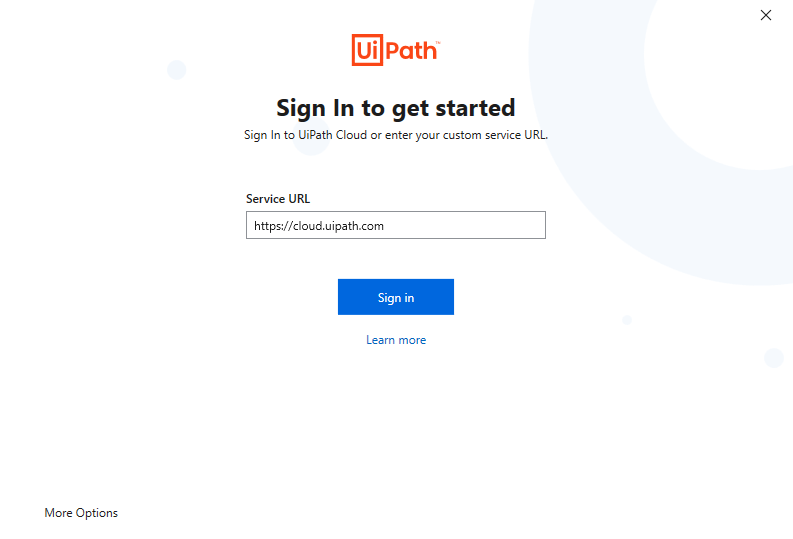 UiPath™
Sign In to get started
Sign In to UiPath Cloud or enter your custom service URL.
Service URL
https://cloud.uipath.com
Sign in
Learn more
More Options